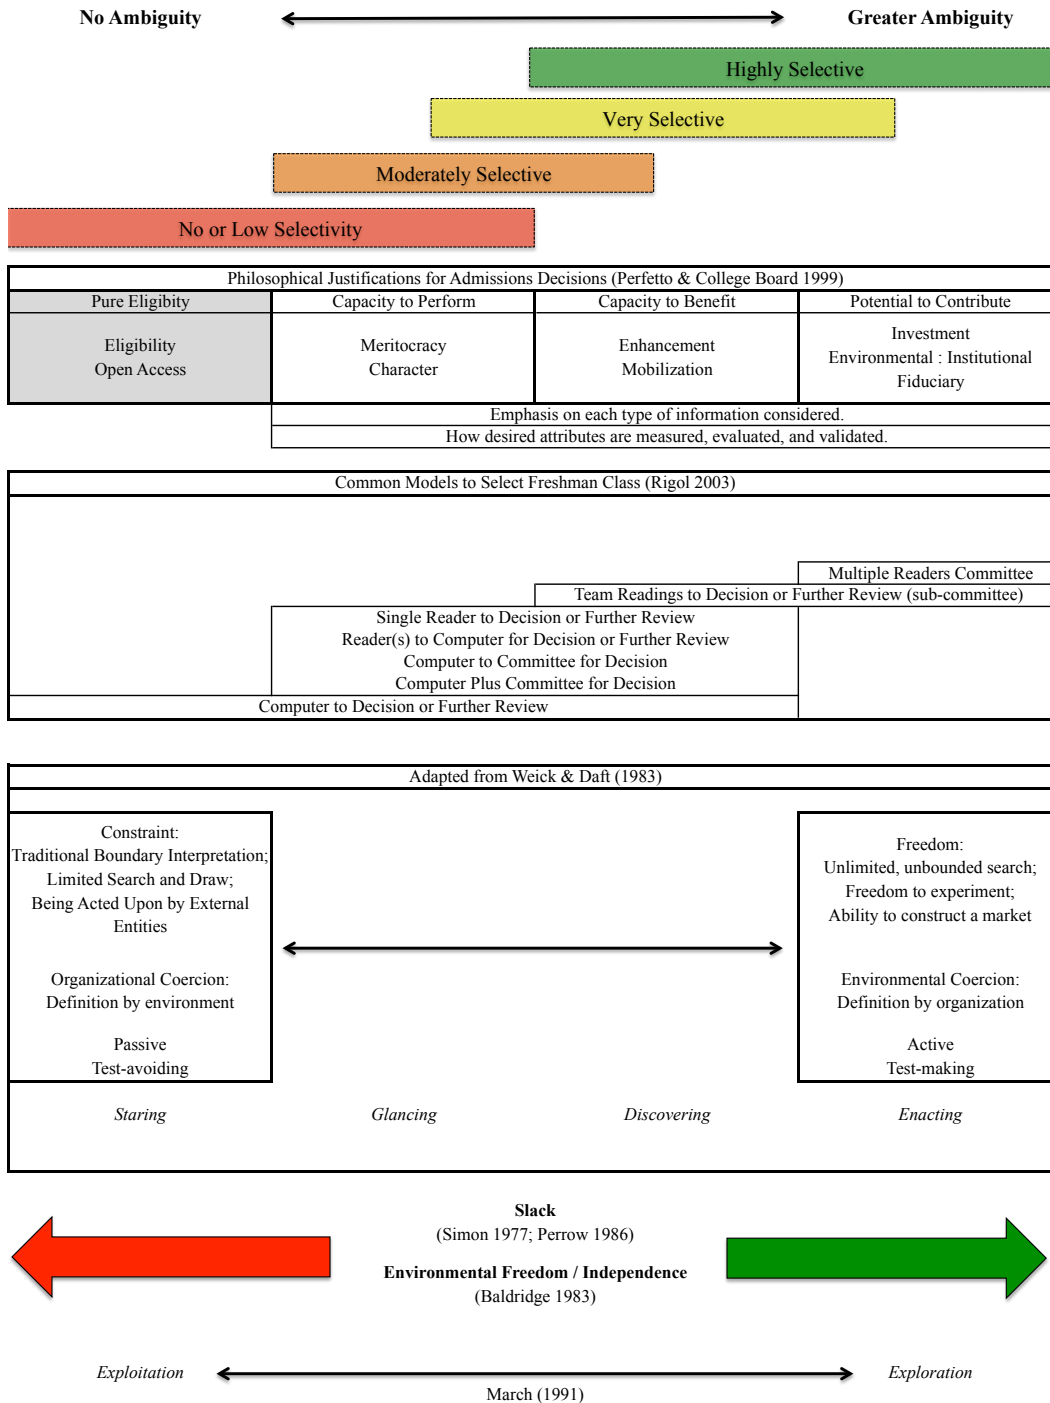 No Ambiguity
Greater Ambiguity
Highly Selective
Very Selective
Moderately Selective
No or Low Selectivity
Philosophical Justifications for Admissions Decisions (Perfetto & College Board 1999)
Pure Eligibity
Capacity to Perform
Capacity to Benefit
Potential to Contribute
Eligibility
Open Access
Meritocracy
Character
Enhancement
Mobilization
Investment
Environmental : Institutional
Fiduciary
Emphasis on each type of information considered.
How desired attributes are measured, evaluated, and validated.
Common Models to Select Freshman Class (Rigol 2003)
Multiple Readers Committee
Team Readings to Decision or Further Review (sub-committee)
Single Reader to Decision or Further Review
Reader(s) to Computer for Decision or Further Review
Computer to Committee for Decision
Computer Plus Committee for Decision
Computer to Decision or Further Review
Adapted from Weick & Daft (1983)
Constraint:
Traditional Boundary Interpretation;
Limited Search and Draw;
Being Acted Upon by External
Entities
Organizational Coercion:
Definition by environment
Passive
Test-avoiding
Freedom:
Unlimited, unbounded search;
Freedom to experiment;
Ability to construct a market
Environmental Coercion:
Definition by organization
Active
Test-making
Staring
Glancing
Discovering
Enacting
Slack
(Simon 1977; Perrow 1986)
Environmental Freedom / Independence
(Baldridge 1983)
Exploitation
Exploration
March (1991)